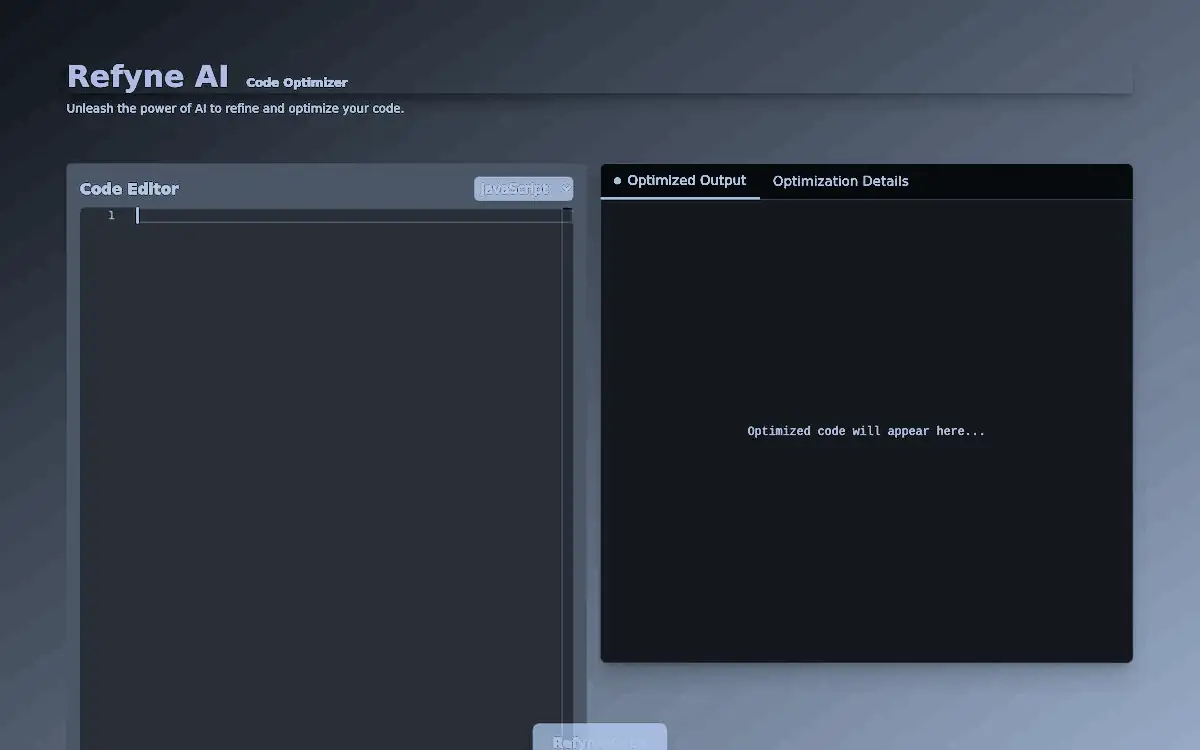 Refyne AI Code Optimizer
Unleash the power of AI to refine and optimize your code.
Code Editor
JavaScript
1
Optimized Output
Optimization Details
Optimized code will appear here...